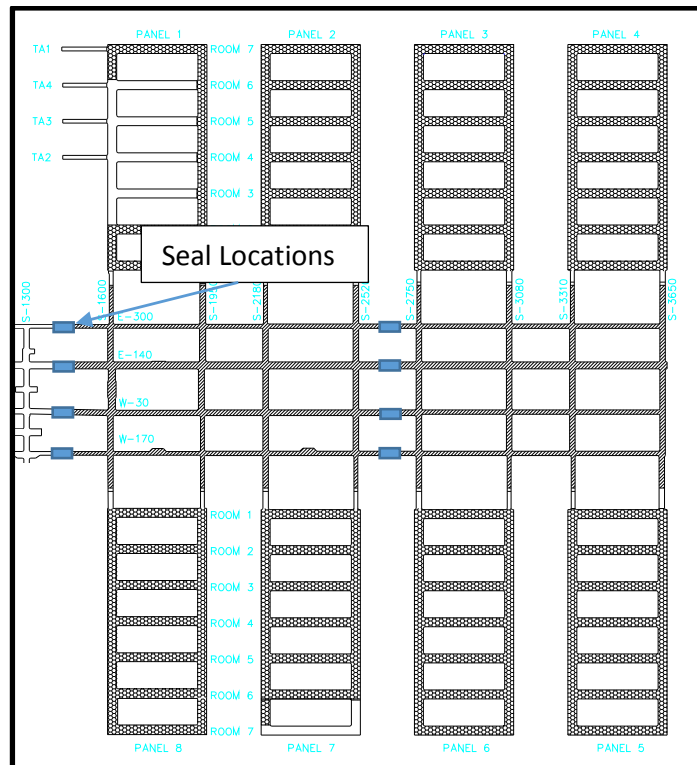 PANEL 1
PANEL 2
PANEL 3
PANEL 4
TA1
ROOM 7
TA4
ROOM 6
TA3
ROOM 5
TA2
ROOM 4
ROOM 3
Seal Locations
S-1300
S-1600
S-2180
S-2520
S-2750
S-3080
S-3310
S-3650
E-300
E-140
W-30
W-170
ROOM 1
ROOM 2
ROOM 3
ROOM 4
ROOM 5
ROOM 6
ROOM 7
PANEL 8
PANEL 7
PANEL 6
PANEL 5